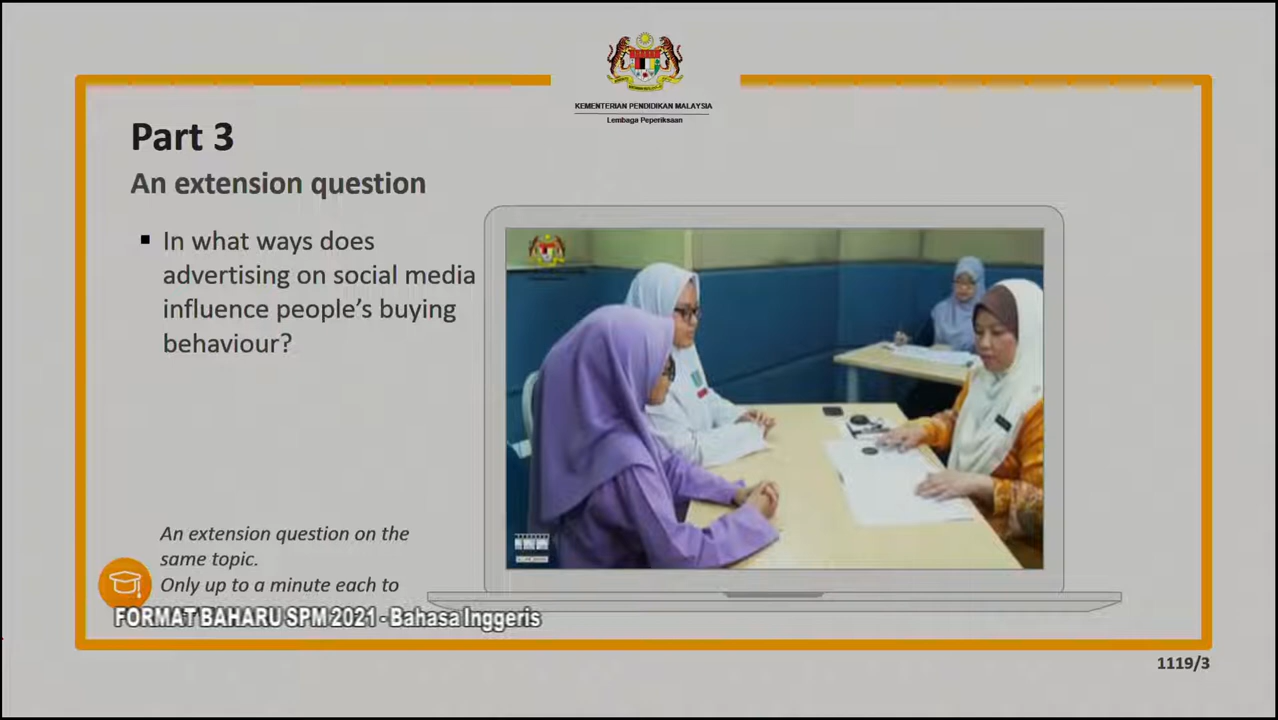 KEMENTERIAN PENDIDIKAN MALAYSIA
Lembaga Peperiksaan
Part 3
An extension question
▪ In what ways does
advertising on social media
influence people's buying
behaviour?
An extension question on the
same topic.
Only up to a minute each to
FORMAT BAHARU SPM 2021 - Bahasa Inggeris
1119/3